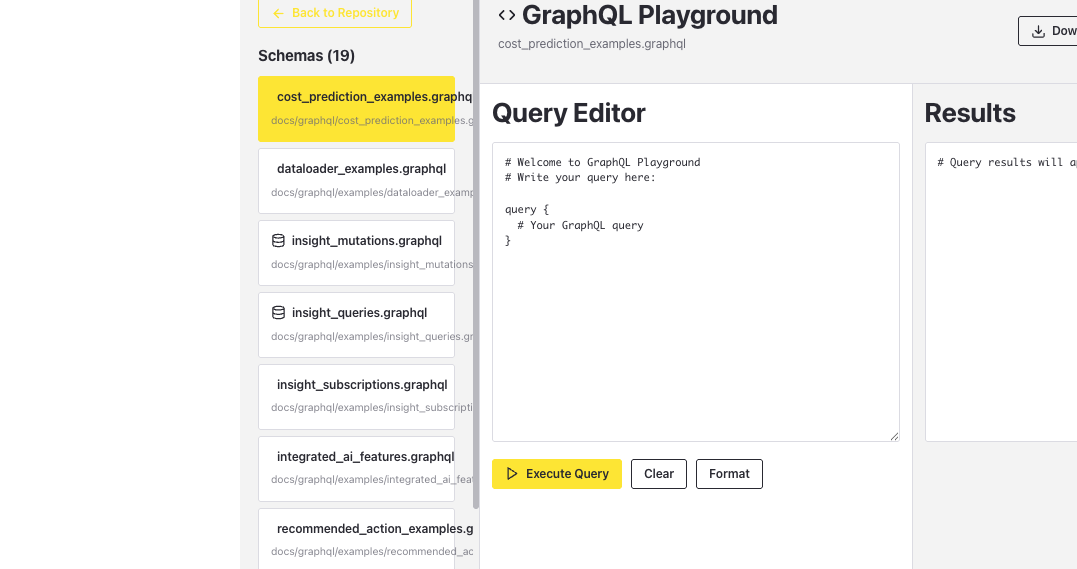 Back to Repository
Schemas (19)
cost_prediction_examples.graphq
docs/graphql/cost_prediction_examples.g
dataloader_examples.graphql
docs/graphql/examples/dataloader_examp
insight_mutations.graphql
docs/graphql/examples/insight_mutations
insight_queries.graphql
docs/graphql/examples/insight_queries.gr
insight_subscriptions.graphql
docs/graphql/examples/insight_subscripti
integrated_ai_features.graphql
docs/graphql/examples/integrated_ai_feat
recommended_action_examples.g
docs/graphql/examples/recommended_ac
GraphQL Playground
cost_prediction_examples.graphql
Dow
Query Editor
# Welcome to GraphQL Playground
# Write your query here:
query {
# Your GraphQL query
}
Execute Query
Clear
Format
Results
# Query results will a